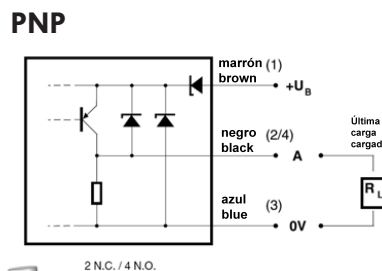 PNP
marrón (1)
brown
+UB
Última
carga
cargad
negro (2/4)
black
A
RL
azul (3)
blue
0V
2 N.C. / 4 N.O.